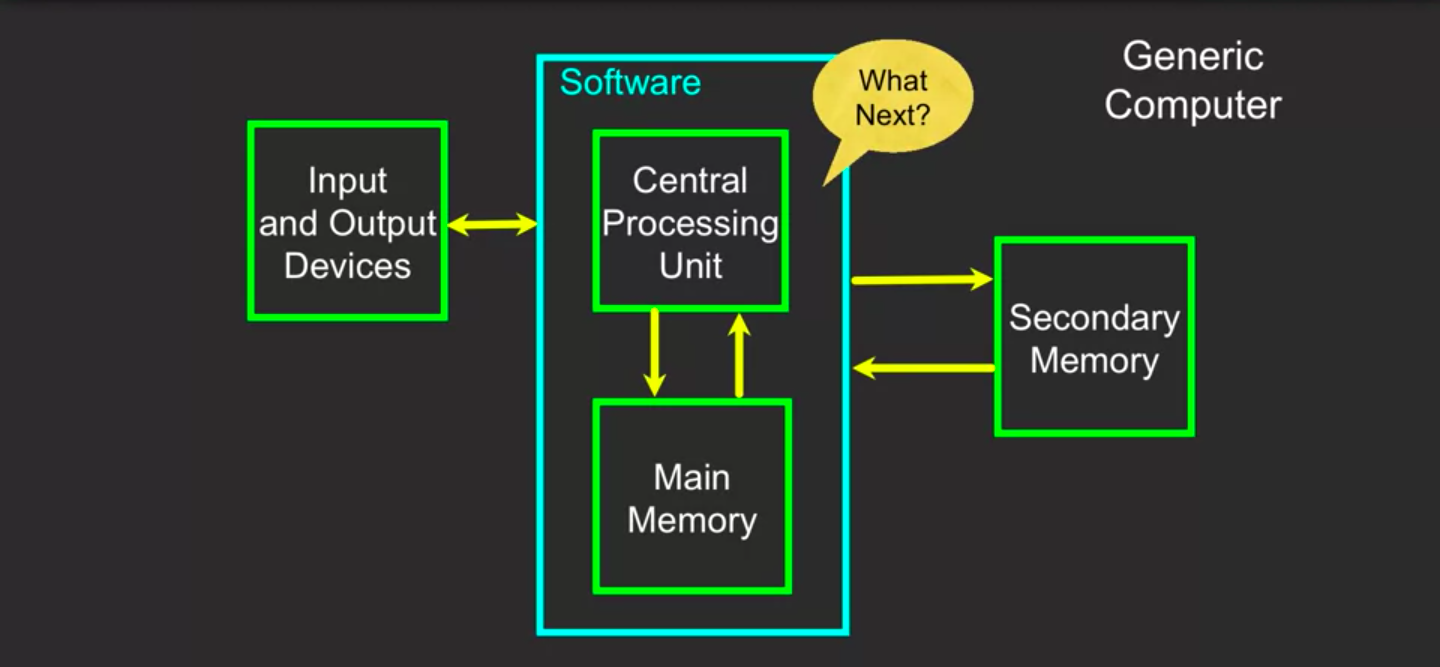 Generic
Computer
Software
What
Next?
Input
and Output
Devices
Central
Processing
Unit
Secondary
Memory
Main
Memory